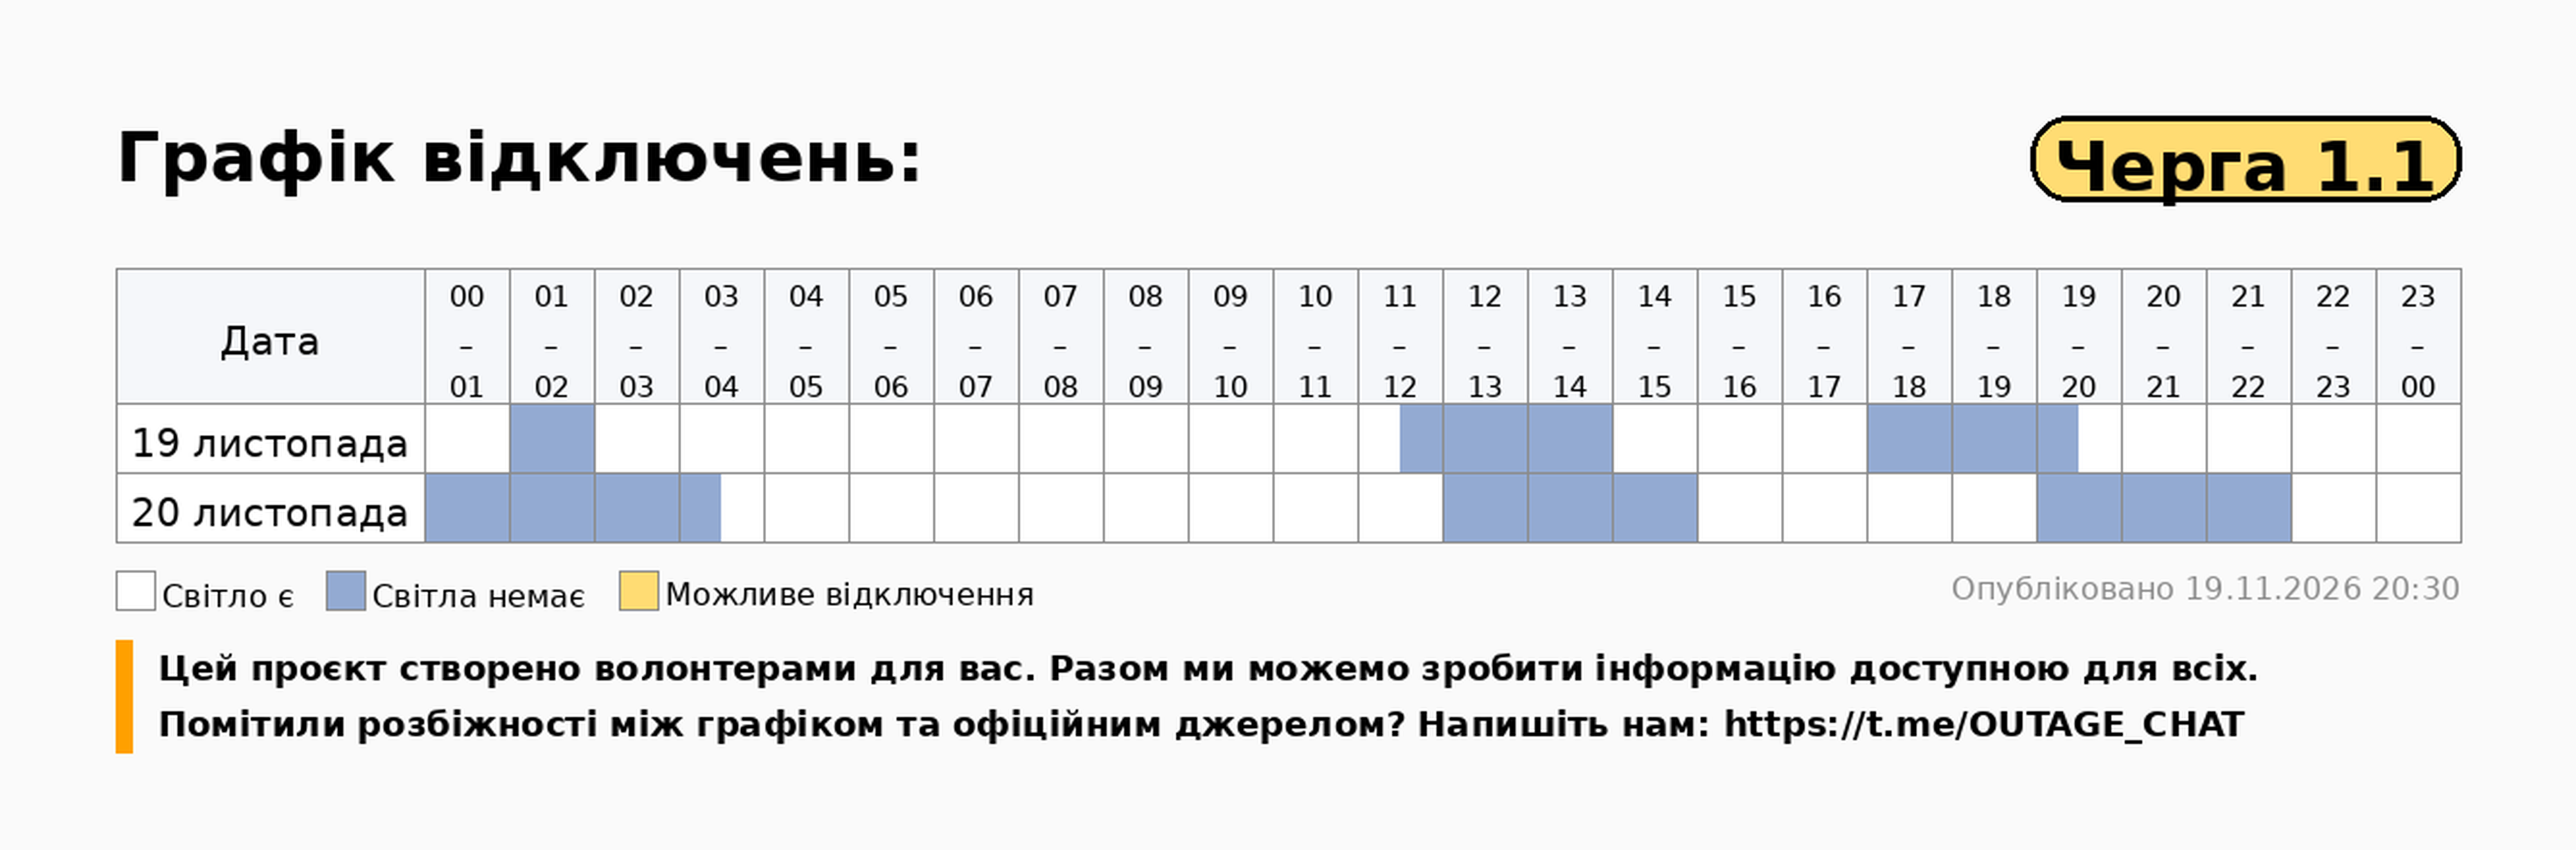 Графік відключень:
Черга 1.1
Дата
00 – 01
01 – 02
02 – 03
03 – 04
04 – 05
05 – 06
06 – 07
07 – 08
08 – 09
09 – 10
10 – 11
11 – 12
12 – 13
13 – 14
14 – 15
15 – 16
16 – 17
17 – 18
18 – 19
19 – 20
20 – 21
21 – 22
22 – 23
23 – 00
19 листопада
20 листопада
Світло є
Світла немає
Можливе відключення
Опубліковано 19.11.2026 20:30
Цей проєкт створено волонтерами для вас. Разом ми можемо зробити інформацію доступною для всіх.
Помітили розбіжності між графіком та офіційним джерелом? Напишіть нам: https://t.me/OUTAGE_CHAT